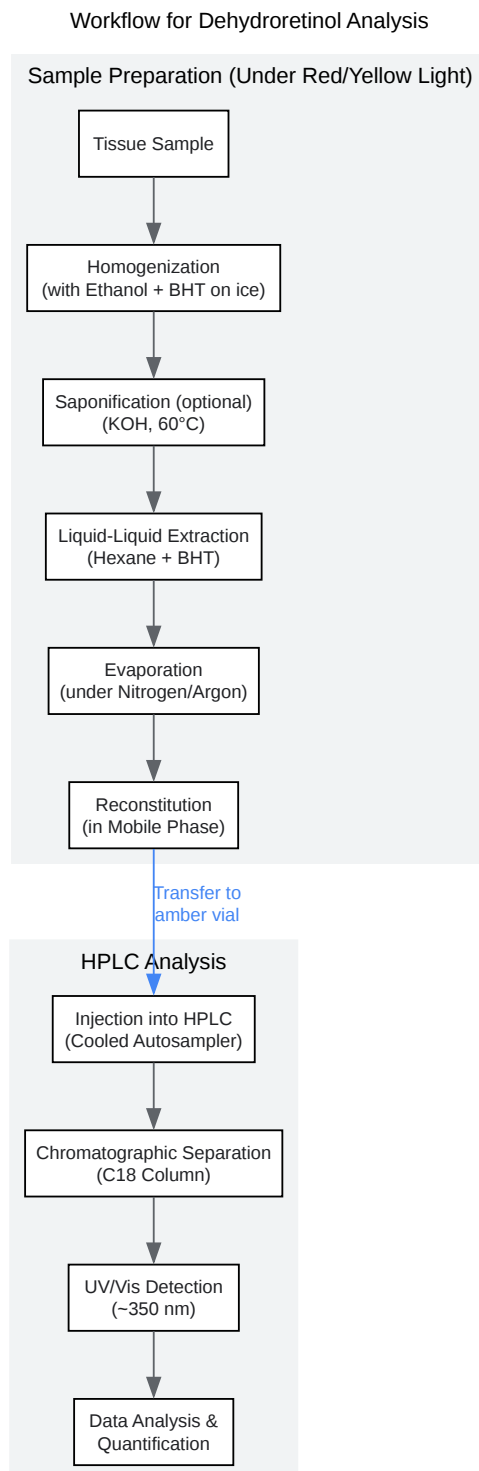 Workflow for Dehydroretinol Analysis
Sample Preparation (Under Red/Yellow Light)
Tissue Sample
Homogenization
(with Ethanol + BHT on ice)
Saponification (optional)
(KOH, 60°C)
Liquid-Liquid Extraction
(Hexane + BHT)
Evaporation
(under Nitrogen/Argon)
Reconstitution
(in Mobile Phase)
Transfer to
amber vial
HPLC Analysis
Injection into HPLC
(Cooled Autosampler)
Chromatographic Separation
(C18 Column)
UV/Vis Detection
(~350 nm)
Data Analysis &
Quantification